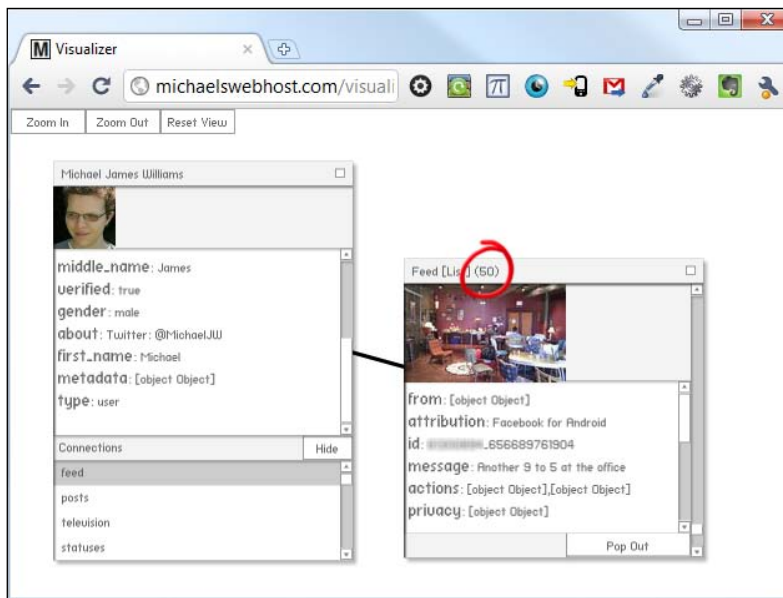 M Visualizer
michaelswebhost.com/visuali
Zoom In Zoom Out Reset View
Michael James Williams
middle_name: James
verified: true
gender: male
about: Twitter: @MichaelJW
first_name: Michael
metadata: [object Object]
type: user
Connections Hide
feed
posts
television
statuses
Feed [List] (50)
from: [object Object]
attribution: Facebook for Android
id: _656689761904
message: Another 9 to 5 at the office
actions: [object Object],[object Object]
privacy: [object Object]
Pop Out